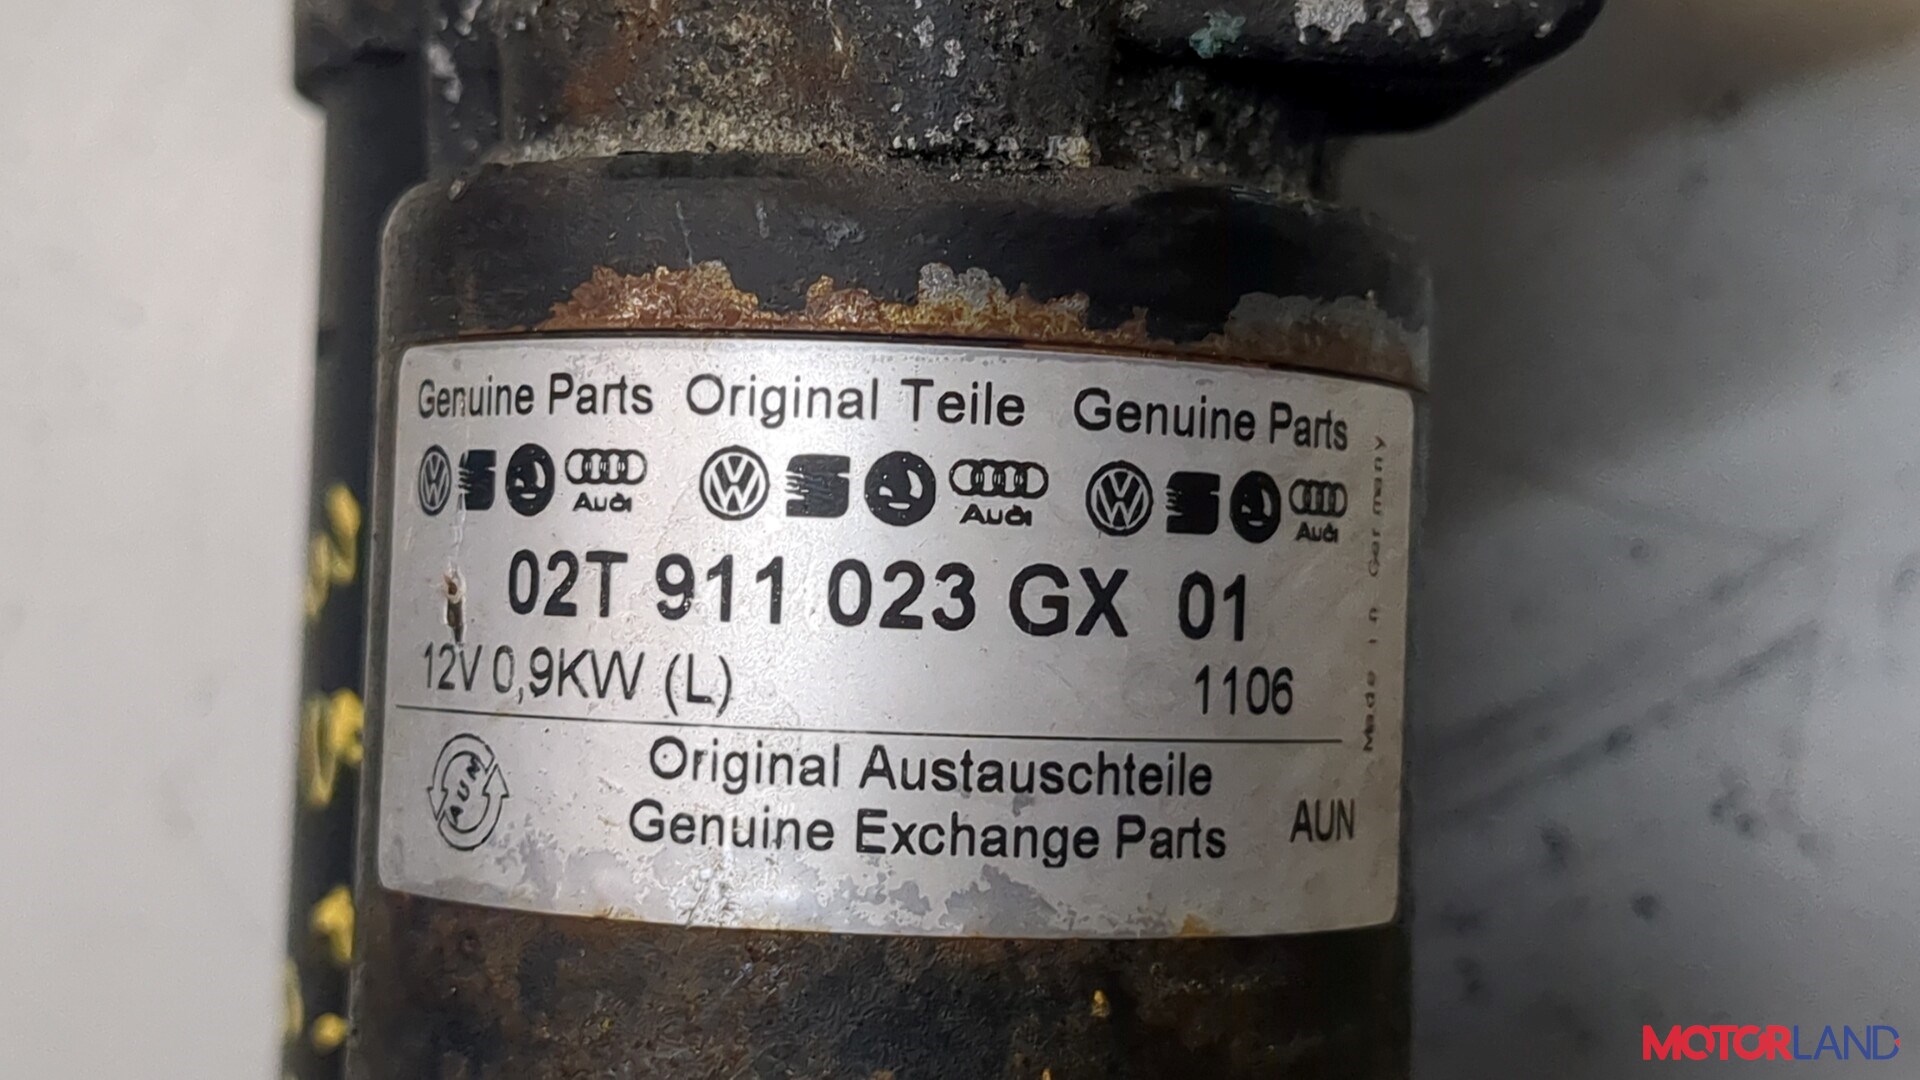 Genuine Parts Original Teile Genuine Parts
Audi Audi Audi
02T 911 023 GX 01
12V 0,9KW (L) 1106
Made in Germany
AUM
Original Austauschteile
Genuine Exchange Parts
AUN
MOTORLAND